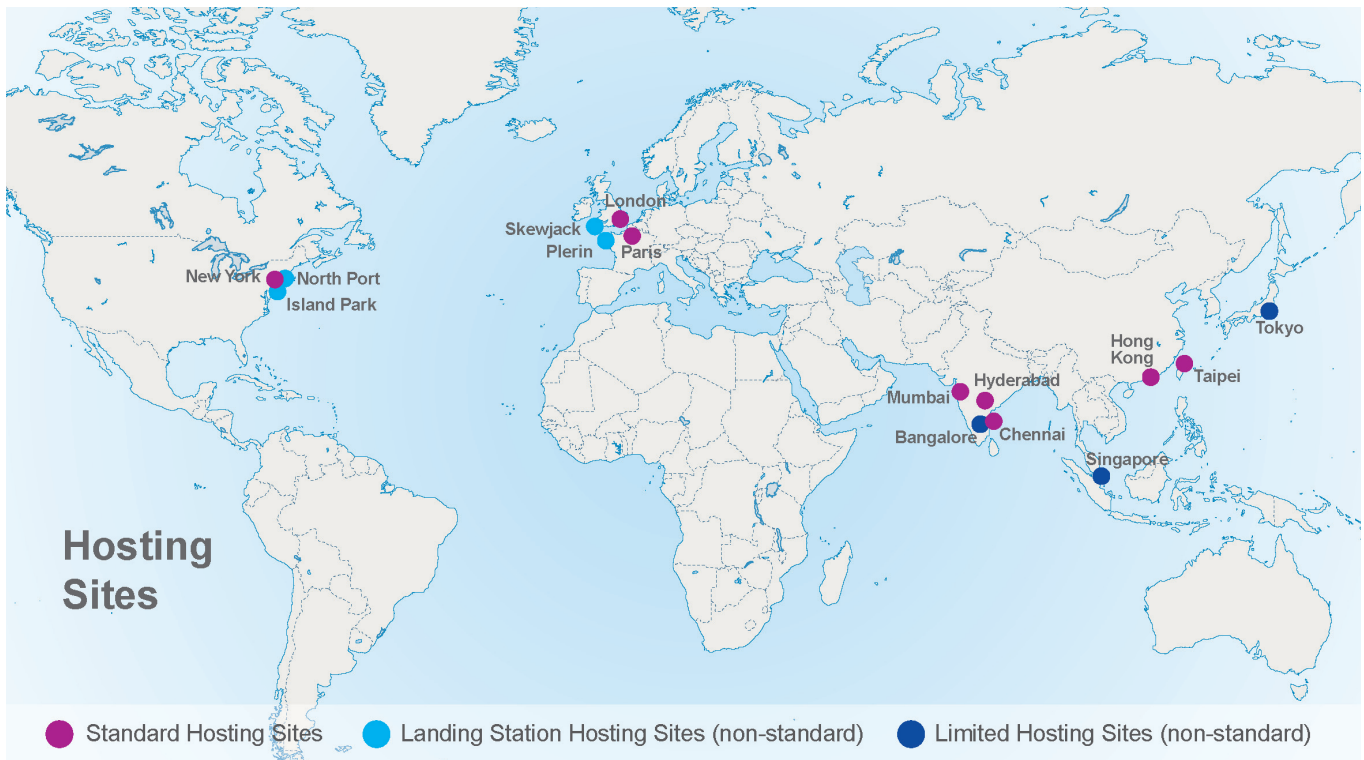 London
Skewjack
Plerin
Paris
New York
North Port
Island Park
Tokyo
Hong
Kong
Taipei
Hyderabad
Mumbai
Bangalore
Chennai
Singapore
Hosting
Sites
Standard Hosting Sites
Landing Station Hosting Sites (non-standard)
Limited Hosting Sites (non-standard)